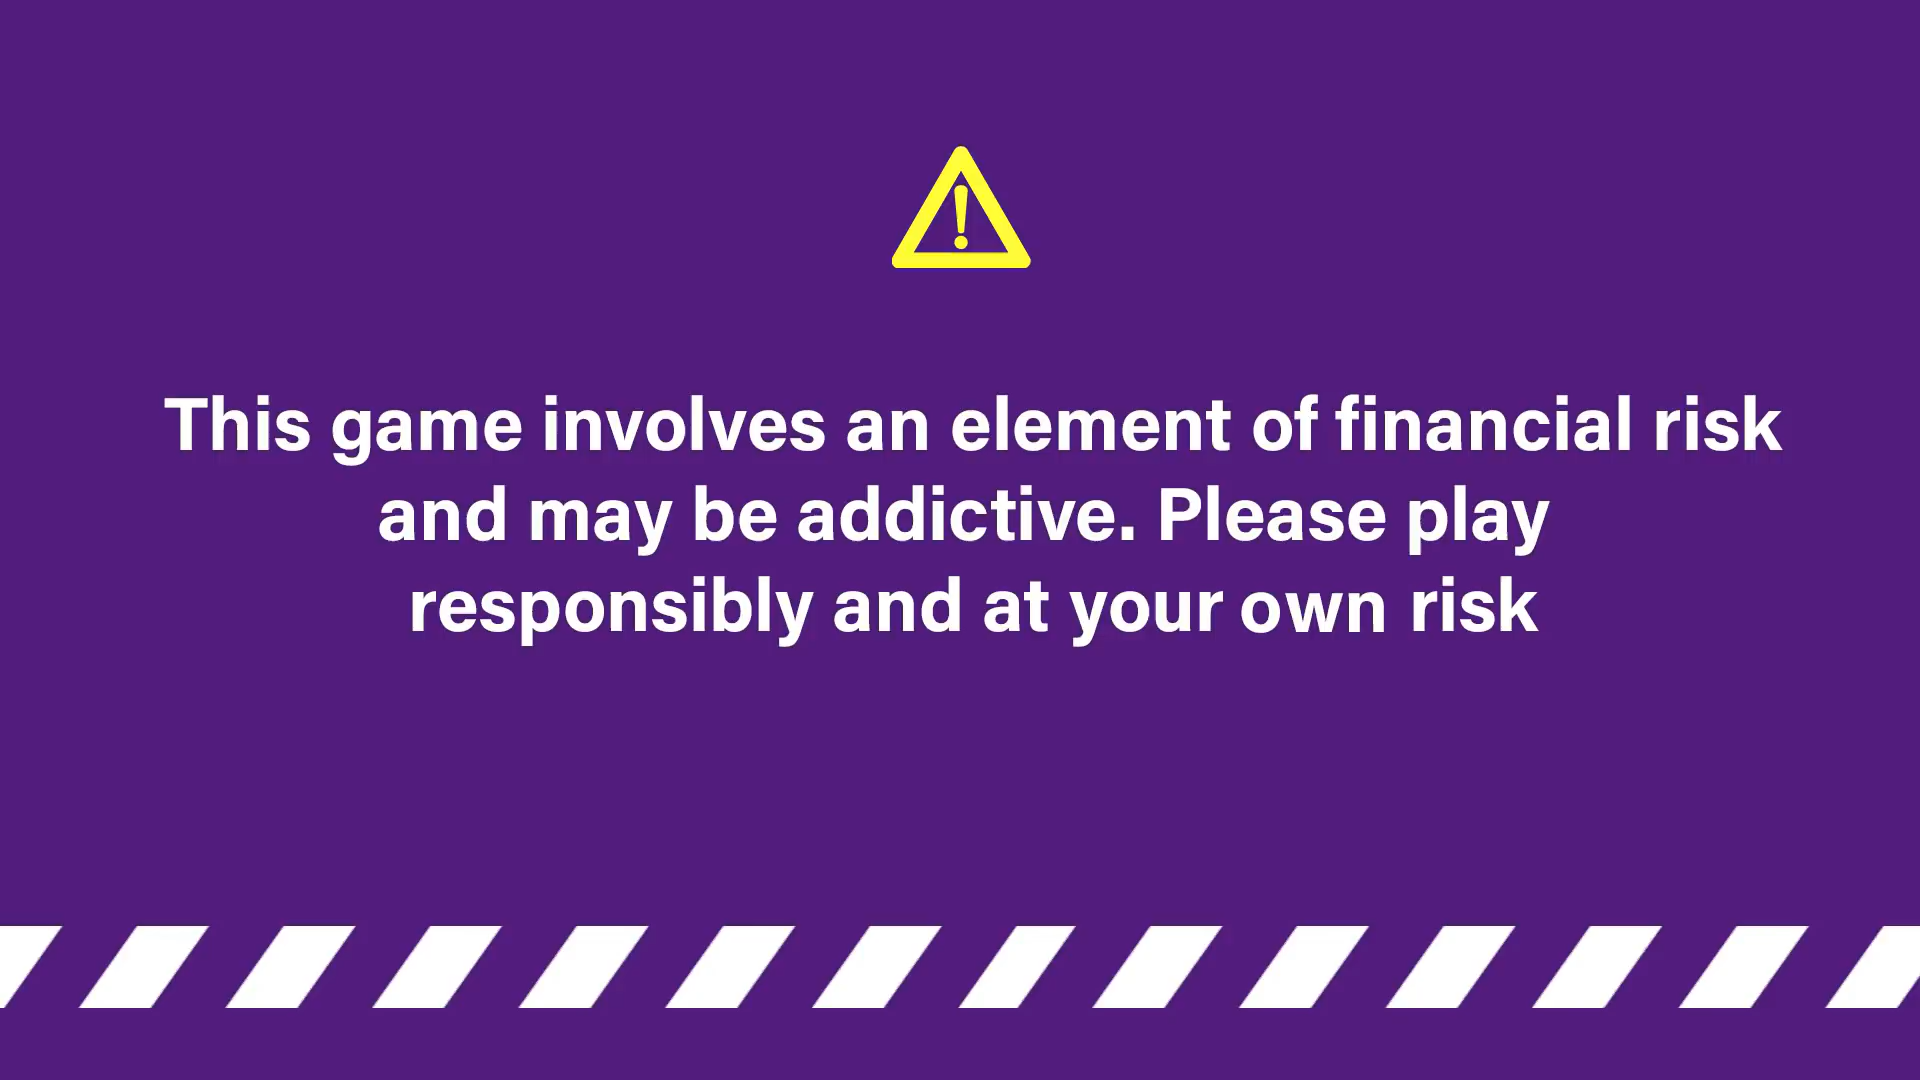 This game involves an element of financial risk
and may be addictive. Please play
responsibly and at your own risk